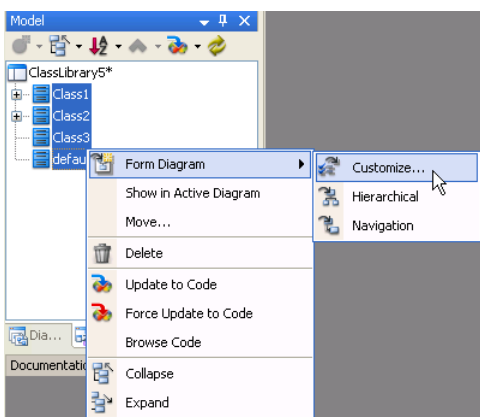 Model
ClassLibrary5*
Class1
Class2
Class3
defau
Form Diagram
Show in Active Diagram
Move...
Delete
Update to Code
Force Update to Code
Browse Code
Collapse
Expand
Customize...
Hierarchical
Navigation
Dia...
Documentatio